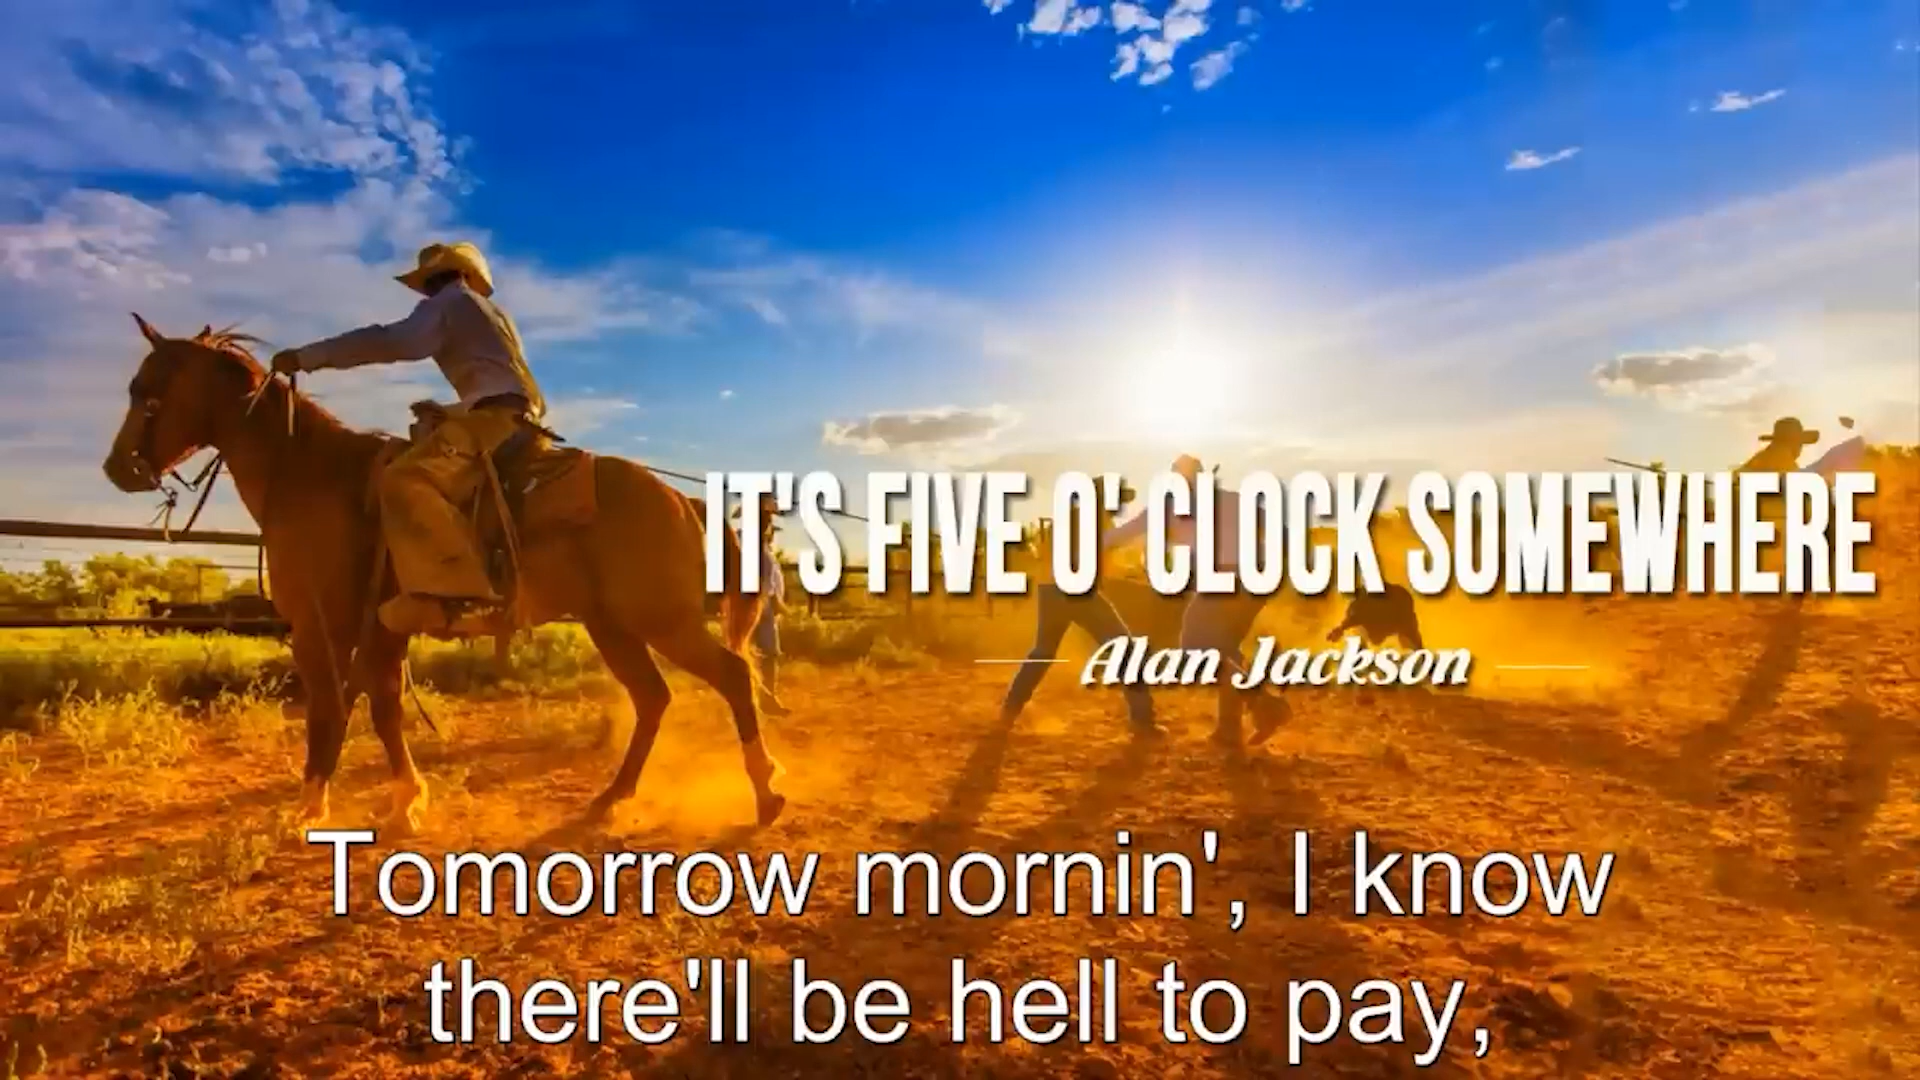 IT'S FIVE O' CLOCK SOMEWHERE
Alan Jackson
Tomorrow mornin', I know
there'll be hell to pay,